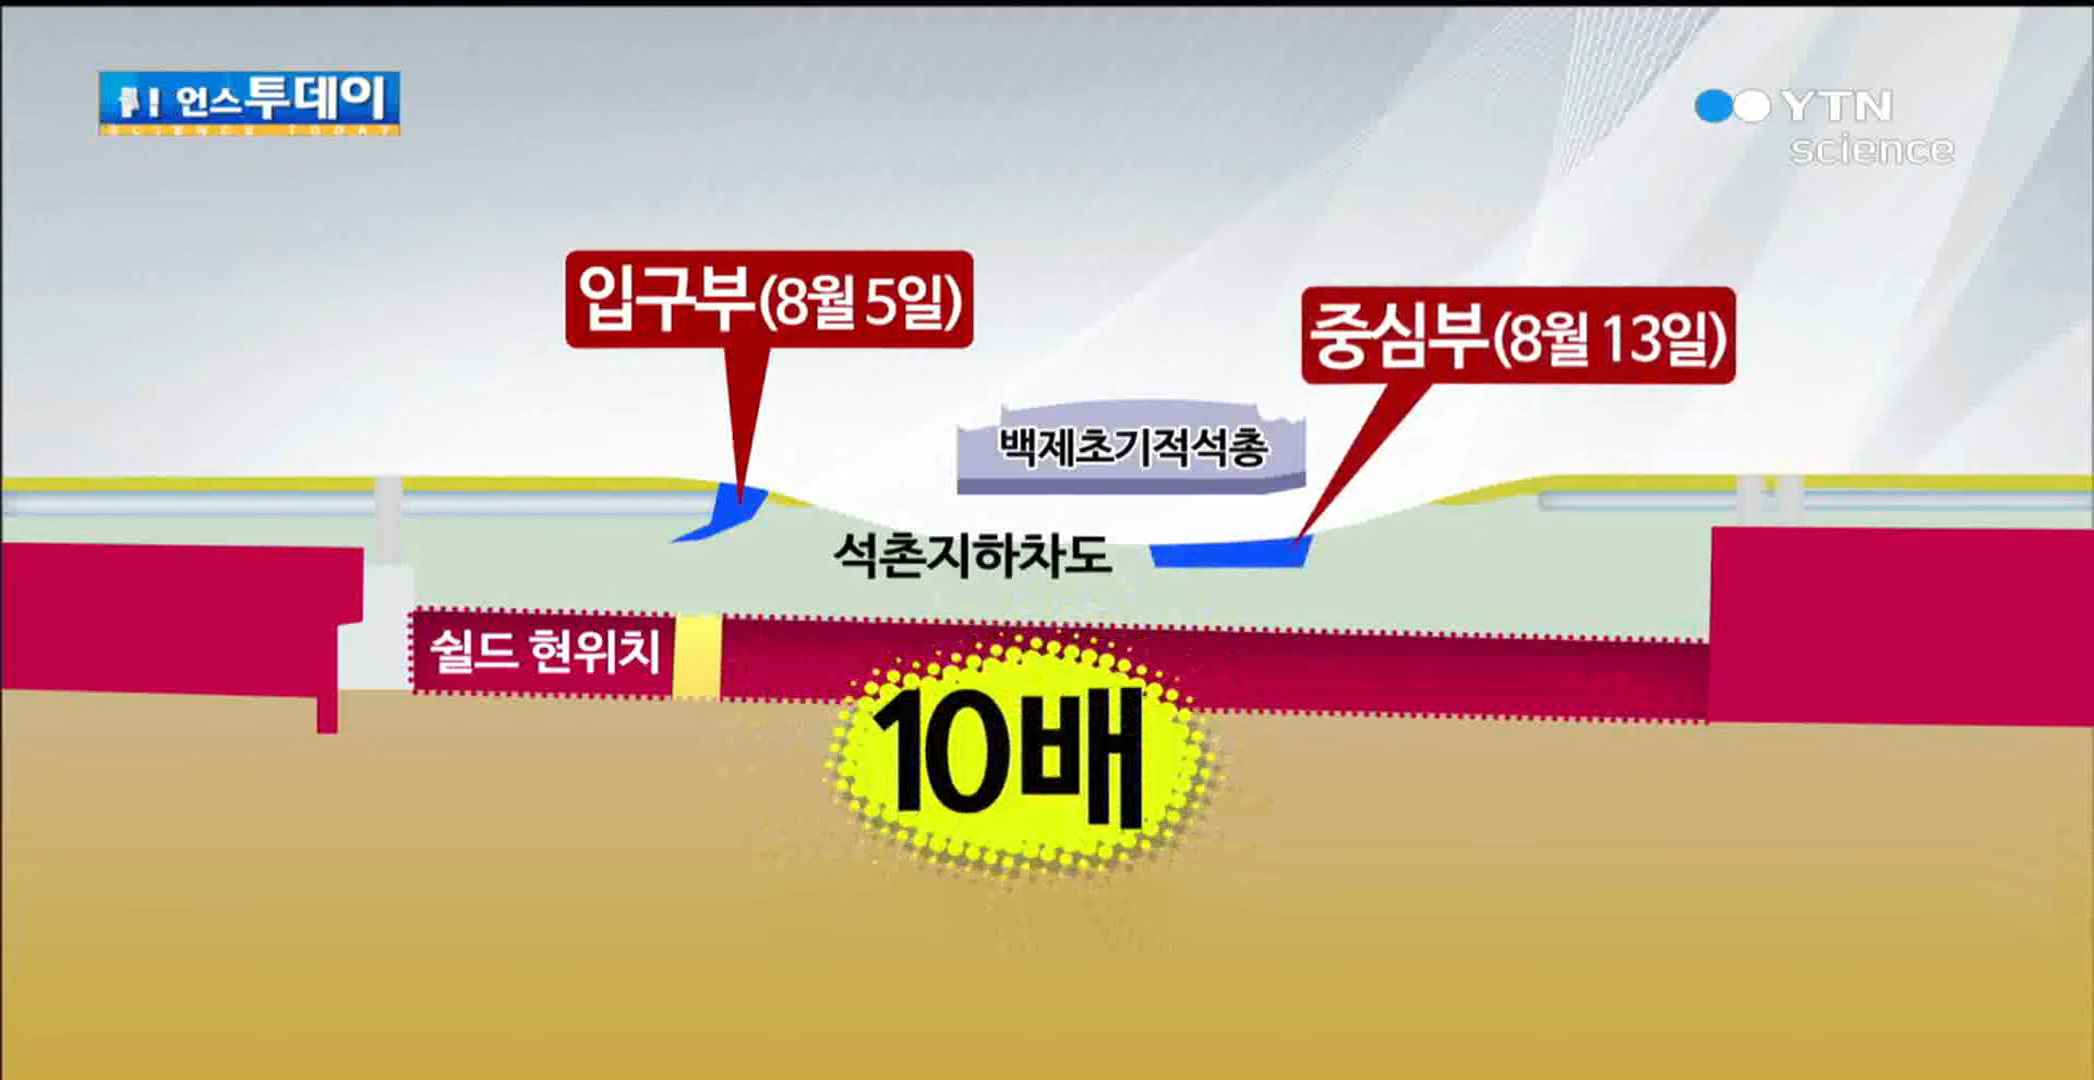 언스투데이
SCIENCE TODAY
YTN
science
입구부(8월 5일)
중심부(8월 13일)
백제초기적석총
석촌지하차도
쉴드 현위치
10배